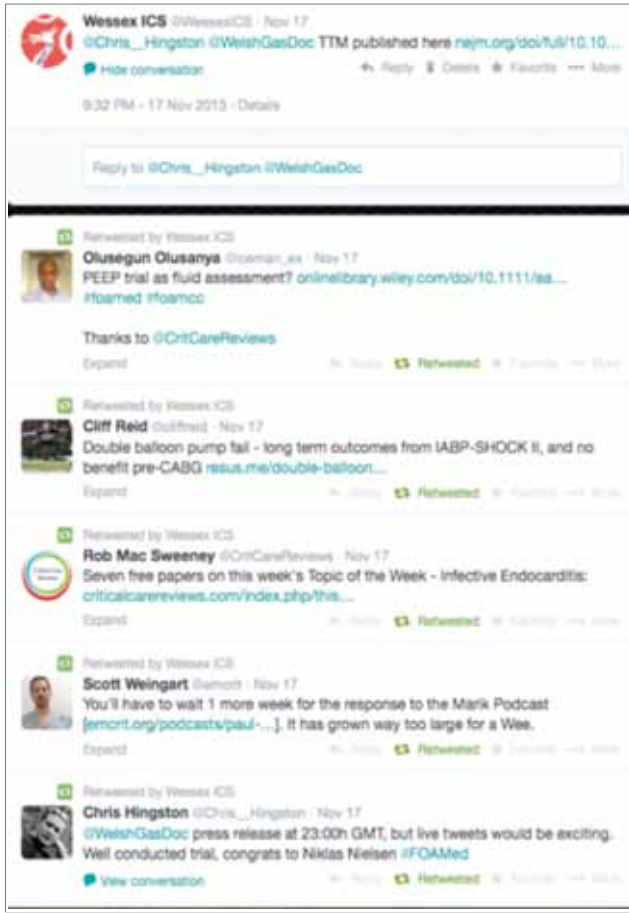 Wessex ICS @WessexICS · Nov 17
@Chris__Hingston @WelshGasDoc TTM published here nejm.org/doi/full/10.10...
Hide conversation Reply Delete Favorite More
9:32 PM - 17 Nov 2013 · Details
Reply to @Chris__Hingston @WelshGasDoc
Retweeted by Wessex ICS
Olusegun Olusanya @iceman_ex · Nov 17
PEEP trial as fluid assessment? onlinelibrary.wiley.com/doi/10.1111/aa...
#foamed #foamcc
Thanks to @CritCareReviews
Expand Reply Retweeted Favorite More
Retweeted by Wessex ICS
Cliff Reid @cliffreid · Nov 17
Double balloon pump fail - long term outcomes from IABP-SHOCK II, and no
benefit pre-CABG resus.me/double-balloon...
Expand Reply Retweeted Favorite More
Retweeted by Wessex ICS
Rob Mac Sweeney @CritCareReviews · Nov 17
Seven free papers on this week's Topic of the Week - Infective Endocarditis:
criticalcarereviews.com/index.php/this...
Expand Reply Retweeted Favorite More
Retweeted by Wessex ICS
Scott Weingart @emcrit · Nov 17
You'll have to wait 1 more week for the response to the Marik Podcast
[emcrit.org/podcasts/paul-...]. It has grown way too large for a Wee.
Expand Reply Retweeted Favorite More
Retweeted by Wessex ICS
Chris Hingston @Chris__Hingston · Nov 17
@WelshGasDoc press release at 23:00h GMT, but live tweets would be exciting.
Well conducted trial, congrats to Niklas Nielsen #FOAMed
View conversation Reply Retweeted Favorite More